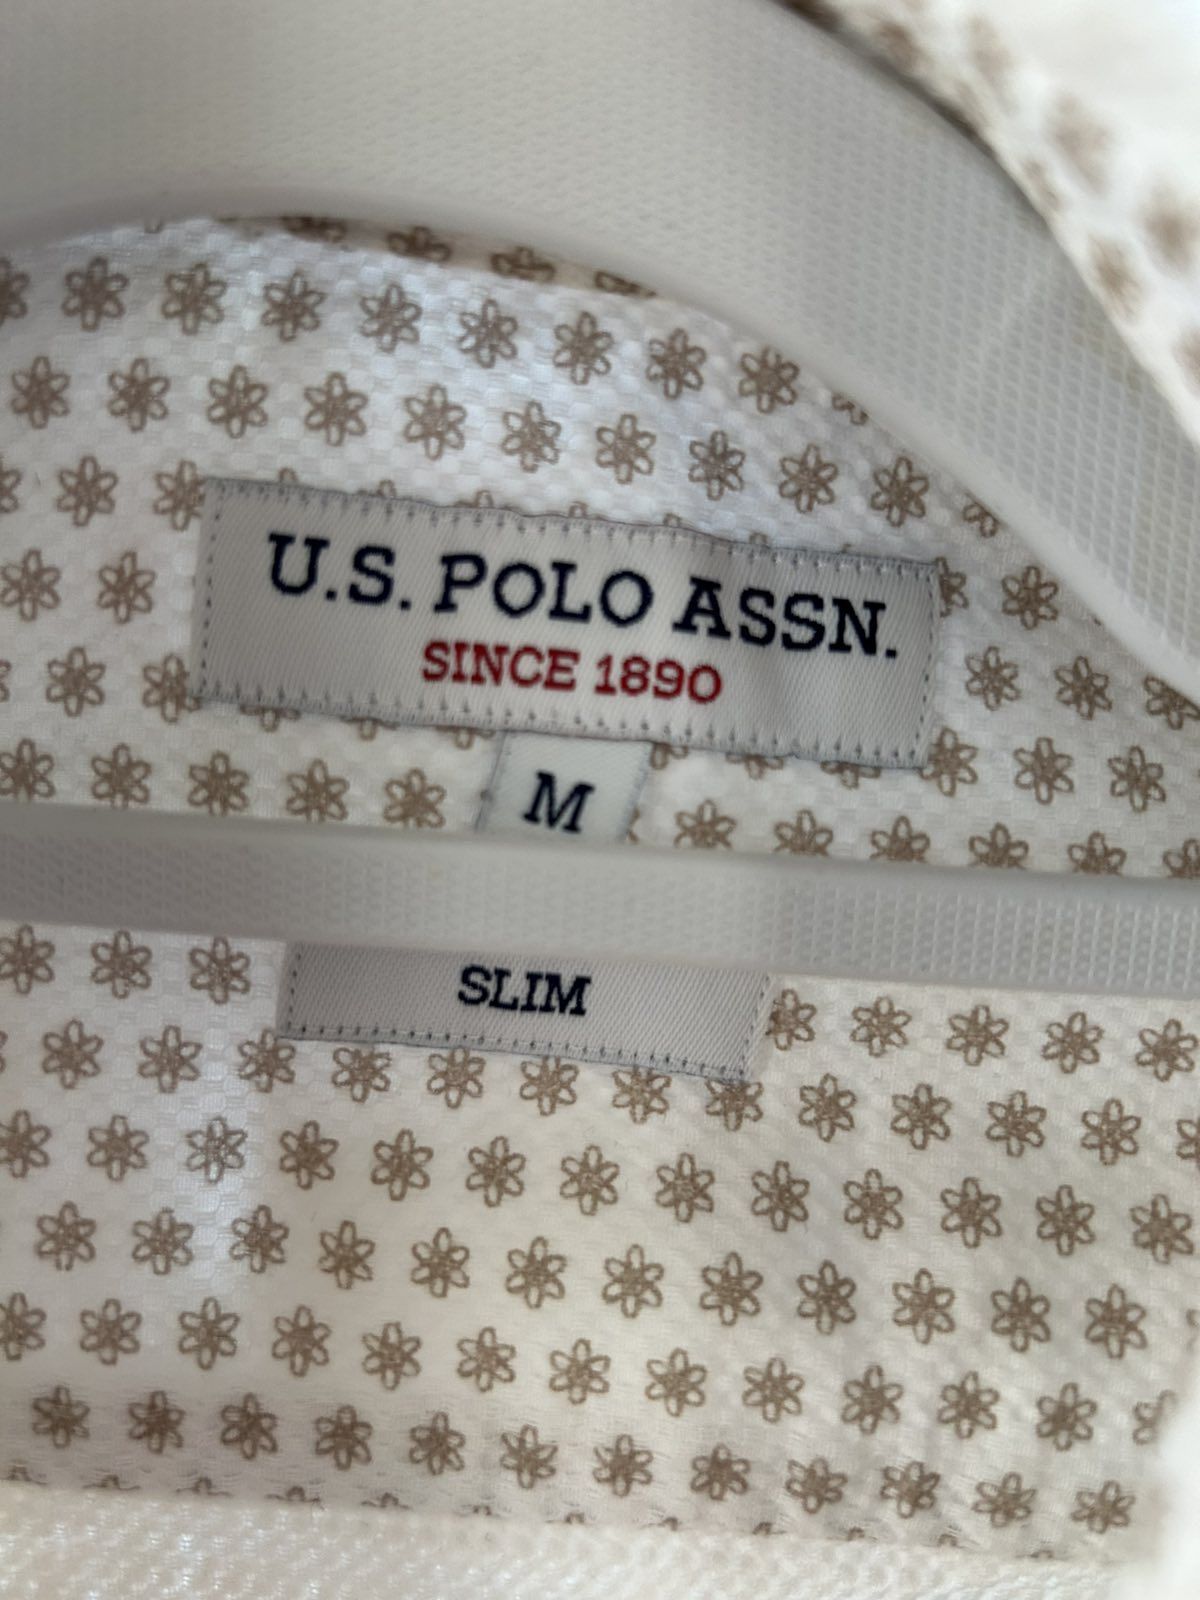 U.S. POLO ASSN.
SINCE 1890
M
SLIM